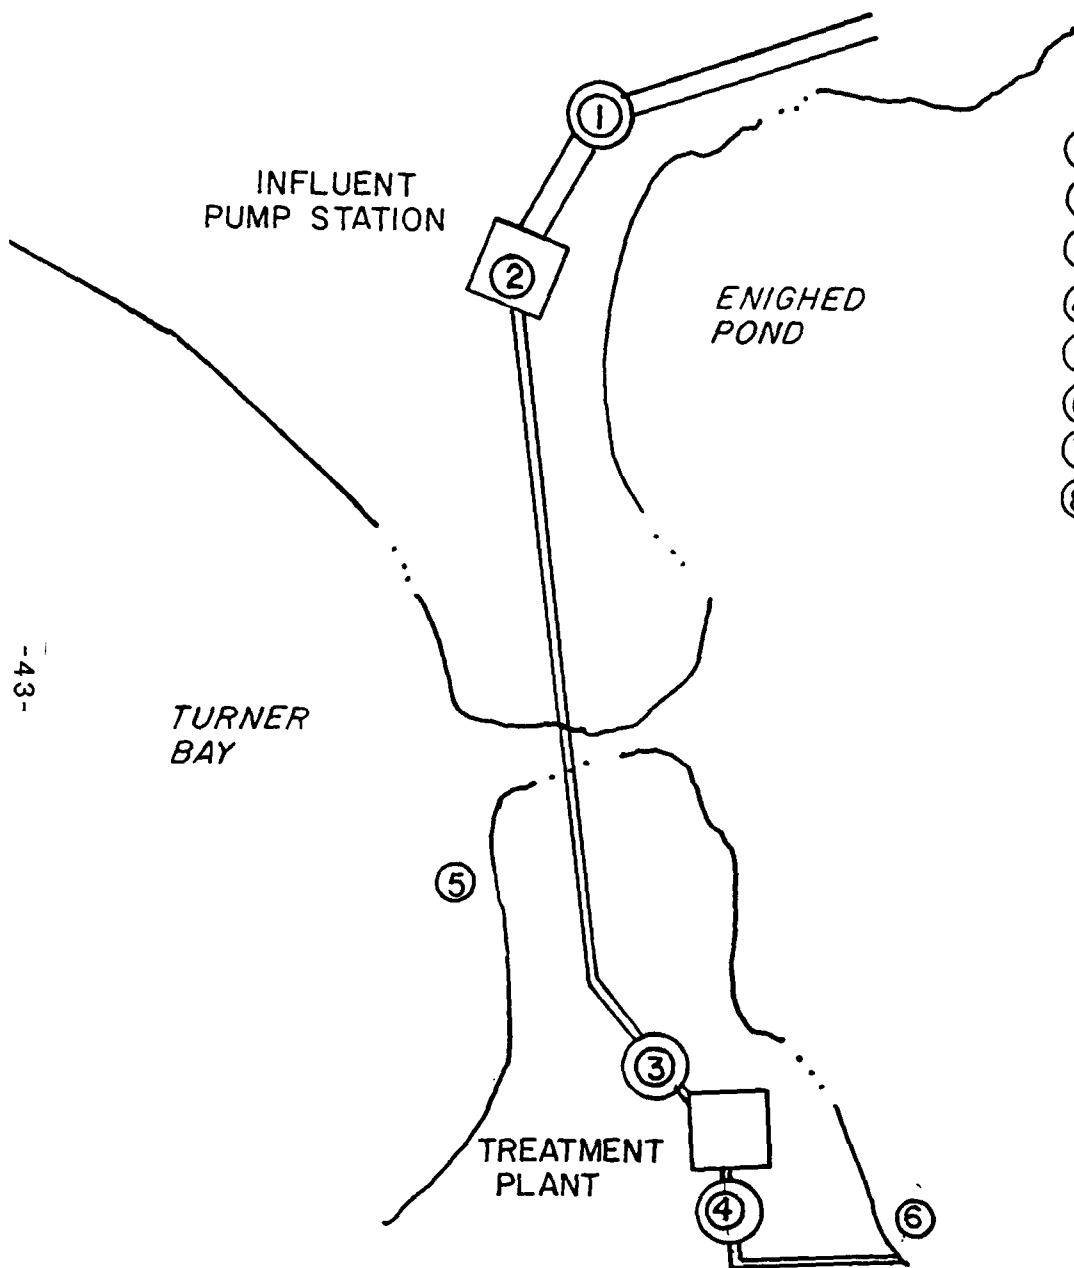 1
INFLUENT
PUMP STATION
2
ENIGHED
POND
-43-
TURNER
BAY
5
3
TREATMENT
PLANT
4
6